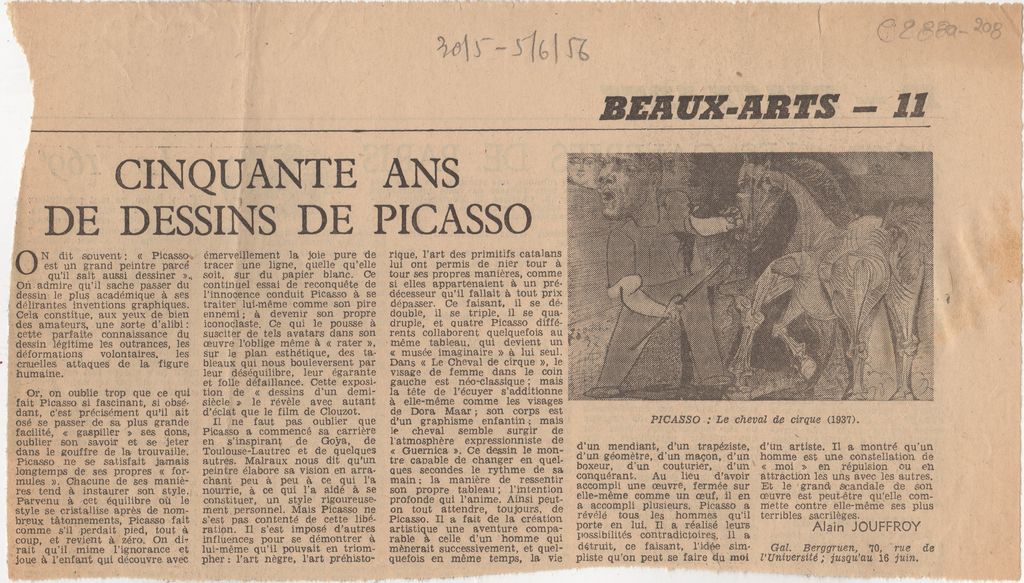 30/5 - 5/6/56
BEAUX-ARTS — 11
CINQUANTE ANS
DE DESSINS DE PICASSO
ON dit souvent : « Picasso
est un grand peintre parce
qu'il sait aussi dessiner ».
On admire qu'il sache passer du
dessin le plus académique à ses
délirantes inventions graphiques.
Cela constitue, aux yeux de bien
des amateurs, une sorte d'alibi :
cette parfaite connaissance du
dessin légitime les outrances, les
déformations volontaires, les
cruelles attaques de la figure
humaine.
Or, on oublie trop que ce qui
fait Picasso si fascinant, si obsé-
dant, c'est précisément qu'il ait
osé se passer de sa plus grande
facilité, « gaspiller » ses dons,
oublier son savoir et se jeter
dans le gouffre de la trouvaille.
Picasso ne se satisfait jamais
longtemps de ses propres « for-
mules ». Chacune de ses maniè-
res tend à instaurer son style.
Parvenu à cet équilibre où le
style se cristallise après de nom-
breux tâtonnements, Picasso fait
comme s'il perdait pied, tout à
coup, et revient à zéro. On di-
rait qu'il mime l'ignorance et
joue à l'enfant qui découvre avec
émerveillement la joie pure de
tracer une ligne, quelle qu'elle
soit, sur du papier blanc. Ce
continuel essai de reconquête de
l'innocence conduit Picasso à se
traiter lui-même comme son pire
ennemi ; à devenir son propre
iconoclaste. Ce qui le pousse à
susciter de tels avatars dans son
œuvre l'oblige même à « rater »,
sur le plan esthétique, des ta-
bleaux qui nous bouleversent par
leur déséquilibre, leur égarante
et folle défaillance. Cette exposi-
tion de « dessins d'un demi-
siècle » le révèle avec autant
d'éclat que le film de Clouzot.
Il ne faut pas oublier que
Picasso a commencé sa carrière
en s'inspirant de Goya, de
Toulouse-Lautrec et de quelques
autres. Malraux nous dit qu'un
peintre élabore sa vision en arra-
chant peu à peu à ce qui l'a
nourrie, à ce qui l'a aidé à se
constituer, un style rigoureuse-
ment personnel. Mais Picasso ne
s'est pas contenté de cette libé-
ration. Il s'est imposé d'autres
influences pour se démontrer à
lui-même qu'il pouvait en triom-
pher : l'art nègre, l'art préhisto-
rique, l'art des primitifs catalans
lui ont permis de nier tour à
tour ses propres manières, comme
si elles appartenaient à un pré-
décesseur qu'il fallait à tout prix
dépasser. Ce faisant, il se dé-
double, il se triple, il se qua-
druple, et quatre Picasso diffé-
rents collaborent quelquefois au
même tableau, qui devient un
« musée imaginaire » à lui seul.
Dans « Le Cheval de cirque », le
visage de femme dans le coin
gauche est néo-classique ; mais
la tête de l'écuyer s'additionne
à elle-même comme les visages
de Dora Maar ; son corps est
d'un graphisme enfantin ; mais
le cheval semble surgir de
l'atmosphère expressionniste de
« Guernica ». Ce dessin le mon-
tre capable de changer en quel-
ques secondes le rythme de sa
main : la manière de ressentir
son propre tableau ; l'intention
profonde qui l'anime. Ainsi peut-
on tout attendre, toujours, de
Picasso. Il a fait de la création
artistique une aventure compa-
rable à celle d'un homme qui
mènerait successivement, et quel-
quefois en même temps, la vie
PICASSO : Le cheval de cirque (1937).
d'un mendiant, d'un trapéziste,
d'un géomètre, d'un maçon, d'un
boxeur, d'un couturier, d'un
conquérant. Au lieu d'avoir
accompli une œuvre, fermée sur
elle-même comme un œuf, il en
a accompli plusieurs. Picasso a
révélé tous les hommes qu'il
porte en lui. Il a réalisé leurs
possibilités contradictoires. Il a
détruit, ce faisant, l'idée sim-
pliste qu'on peut se faire du moi
d'un artiste. Il a montré qu'un
homme est une constellation de
« moi » en répulsion ou en
attraction les uns avec les autres.
Et le grand scandale de son
œuvre est peut-être qu'elle com-
mette contre elle-même ses plus
terribles sacrilèges.
Alain JOUFFROY
Gal. Berggruen, 70, rue de
l'Université ; jusqu'au 16 juin.